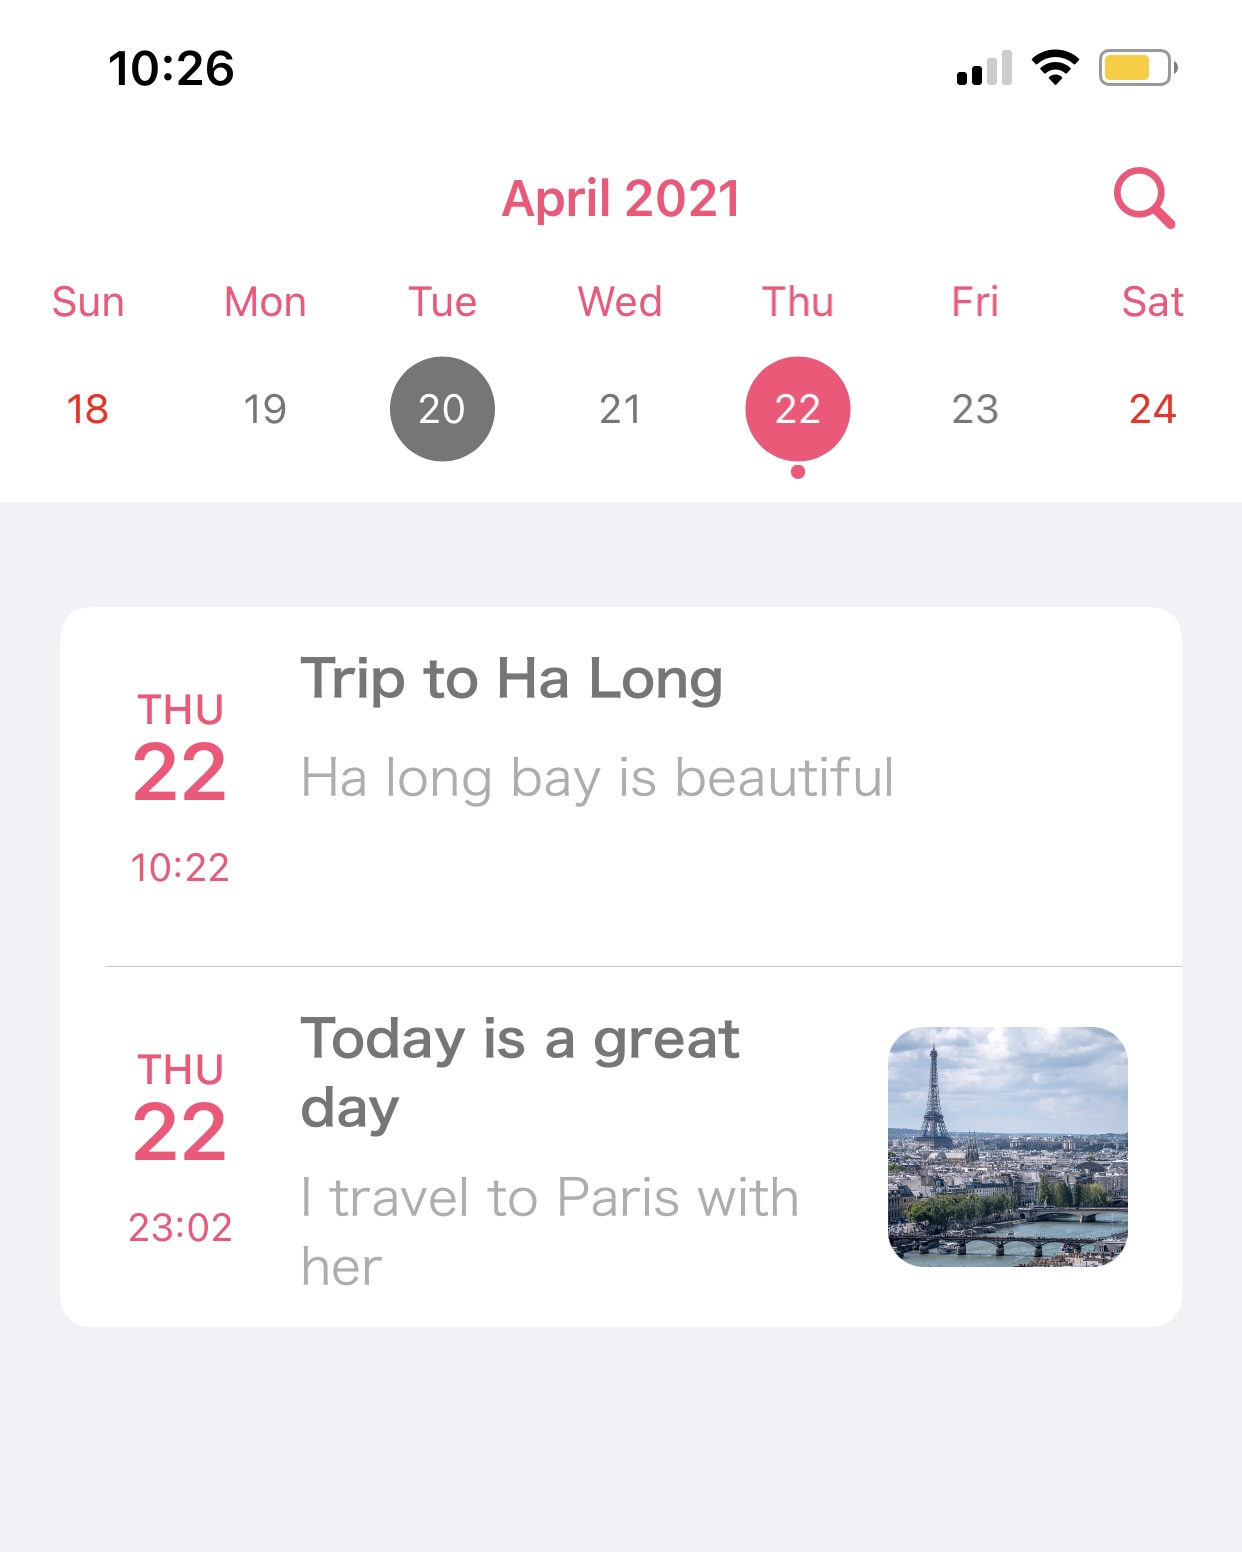 10:26
April 2021
Sun Mon Tue Wed Thu Fri Sat
18 19 20 21 22 23 24
THU
22
10:22
Trip to Ha Long
Ha long bay is beautiful
THU
22
23:02
Today is a great
day
I travel to Paris with
her